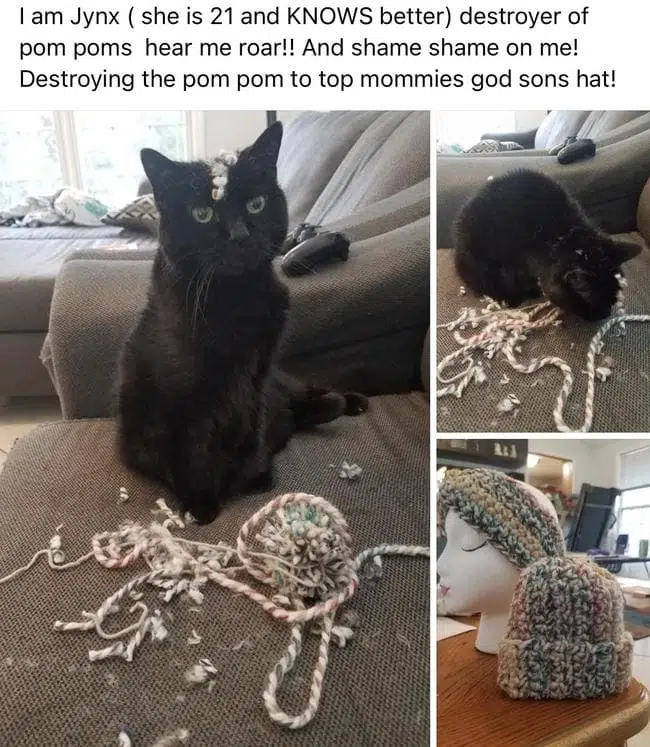 I am Jynx ( she is 21 and KNOWS better) destroyer of
pom poms  hear me roar!! And shame shame on me!
Destroying the pom pom to top mommies god sons hat!